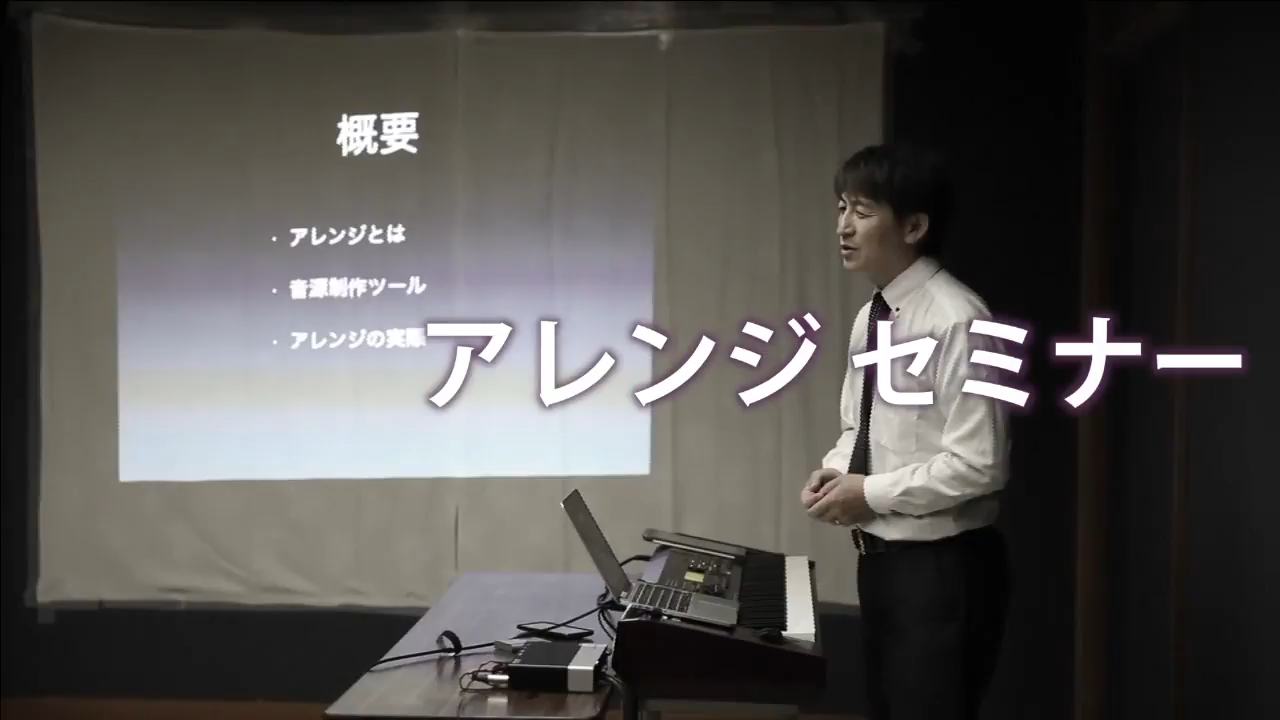 概要
・アレンジとは
・音源制作ツール
・アレンジの実際
アレンジ セミナー